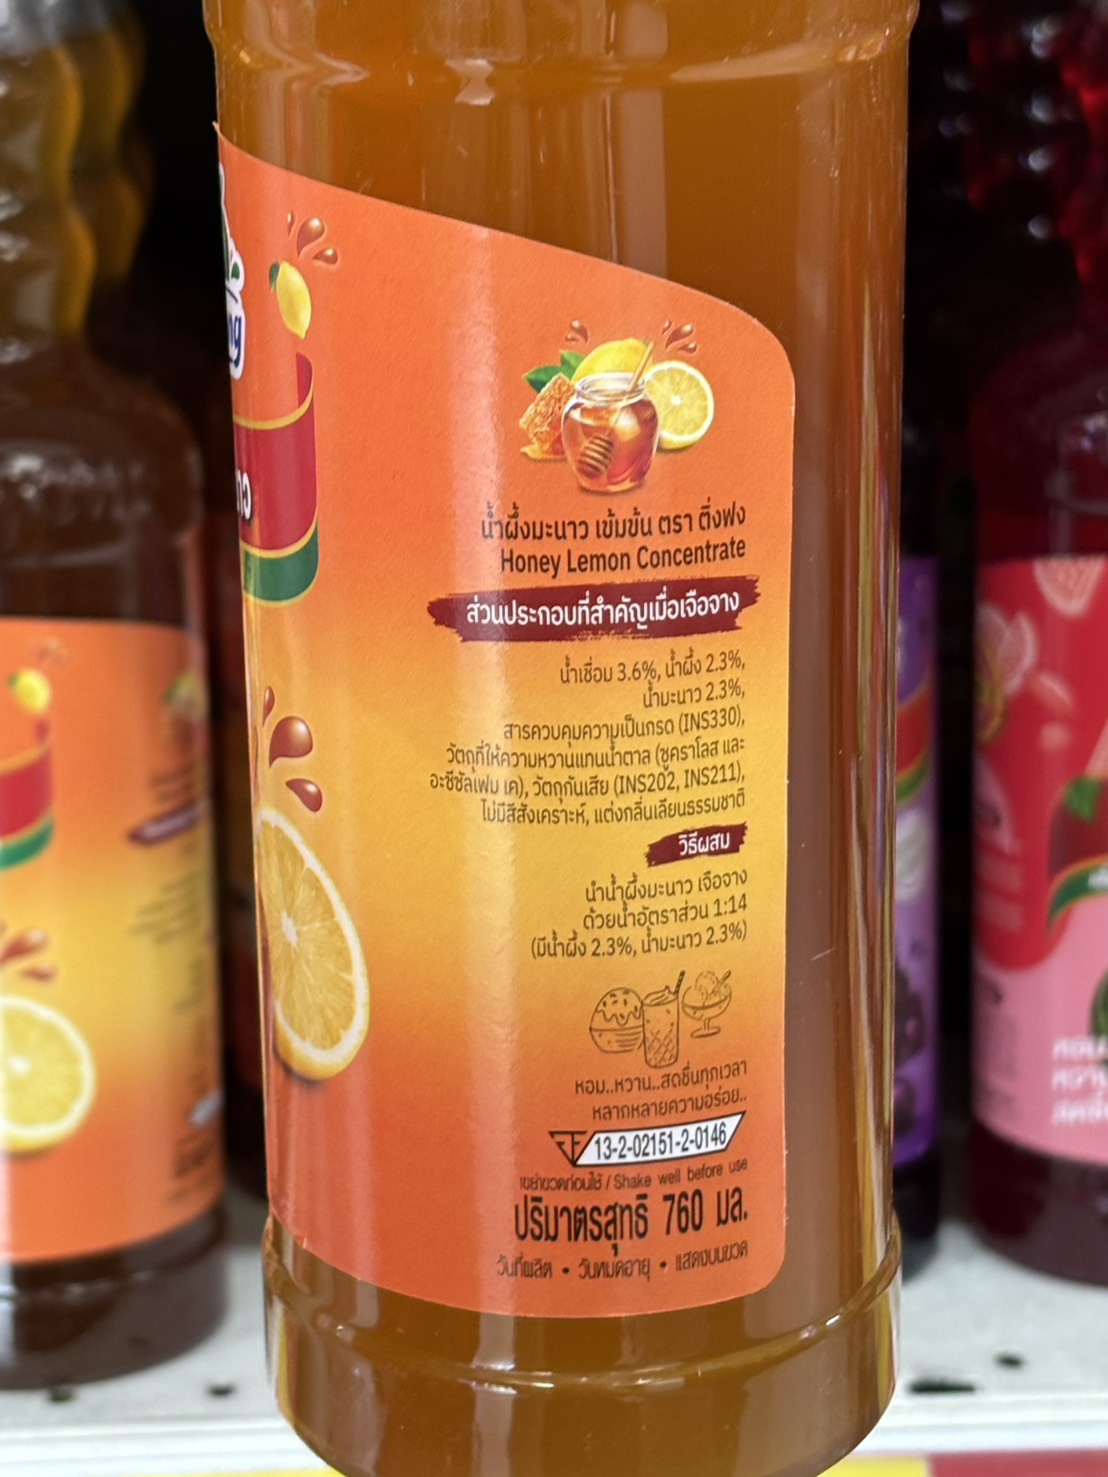 น้ำผึ้งมะนาว เข้มข้น ตรา ติ่งฟง
Honey Lemon Concentrate
ส่วนประกอบที่สำคัญเมื่อเจือจาง
น้ำเชื่อม 3.6%, น้ำผึ้ง 2.3%,
น้ำมะนาว 2.3%,
สารควบคุมความเป็นกรด (INS330),
วัตถุที่ให้ความหวานแทนน้ำตาล (ซูคราโลส และ
อะซีซัลเฟม เค), วัตถุกันเสีย (INS202, INS211),
ไม่มีสีสังเคราะห์, แต่งกลิ่นเลียนธรรมชาติ
วิธีผสม
นำน้ำผึ้งมะนาว เจือจาง
ด้วยน้ำอัตราส่วน 1:14
(มีน้ำผึ้ง 2.3%, น้ำมะนาว 2.3%)
หอม..หวาน..สดชื่นทุกเวลา
หลากหลายความอร่อย..
13-2-02151-2-0146
เขย่าขวดก่อนใช้ / Shake well before use
ปริมาตรสุทธิ 760 มล.
วันที่ผลิต • วันหมดอายุ • แสดงบนขวด